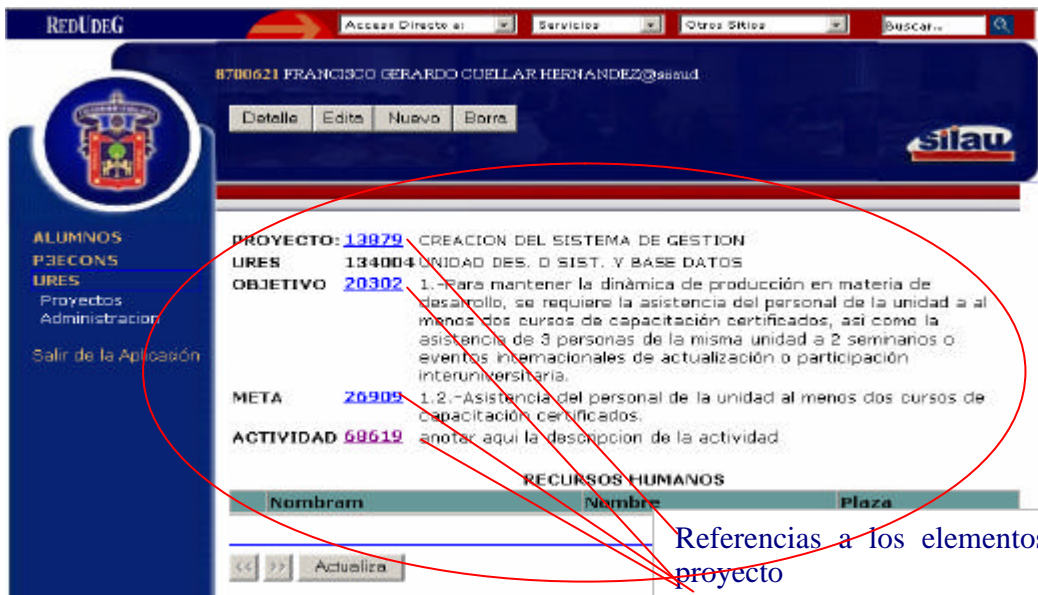 REDUDEG
Acceso Directo a: Servicios Otros Sitios Buscar...
8700621 FRANCISCO GERARDO CUELLAR HERNANDEZ@siiaud
Detalle Edita Nuevo Borra
siiau
ALUMNOS
P3ECONS
URES
Proyectos
Administracion
Salir de la Aplicación
PROYECTO: 13879 CREACION DEL SISTEMA DE GESTION
URES 134004 UNIDAD DES. D SIST. Y BASE DATOS
OBJETIVO 20302 1.-Para mantener la dinàmica de producción en materia de
desarrollo, se requiere la asistencia del personal de la unidad a al
menos dos cursos de capacitación certificados, asi como la
asistencia de 3 personas de la misma unidad a 2 seminarios o
eventos internacionales de actualización o participación
interuniversitaria.
META 26909 1.2.-Asistencia del personal de la unidad al menos dos cursos de
capacitación certificados.
ACTIVIDAD 68619 anotar aqui la descripcion de la actividad
RECURSOS HUMANOS
Nombram Nombre Plaza
<< >> Actualiza
Referencias a los elementos
proyecto